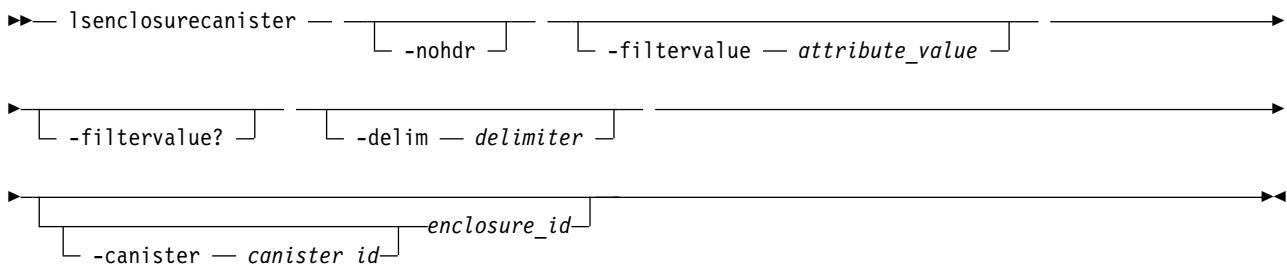 lsenclosurecanister
-nohdr
-filtervalue — attribute_value
-filtervalue?
-delim — delimiter
enclosure_id
-canister — canister id